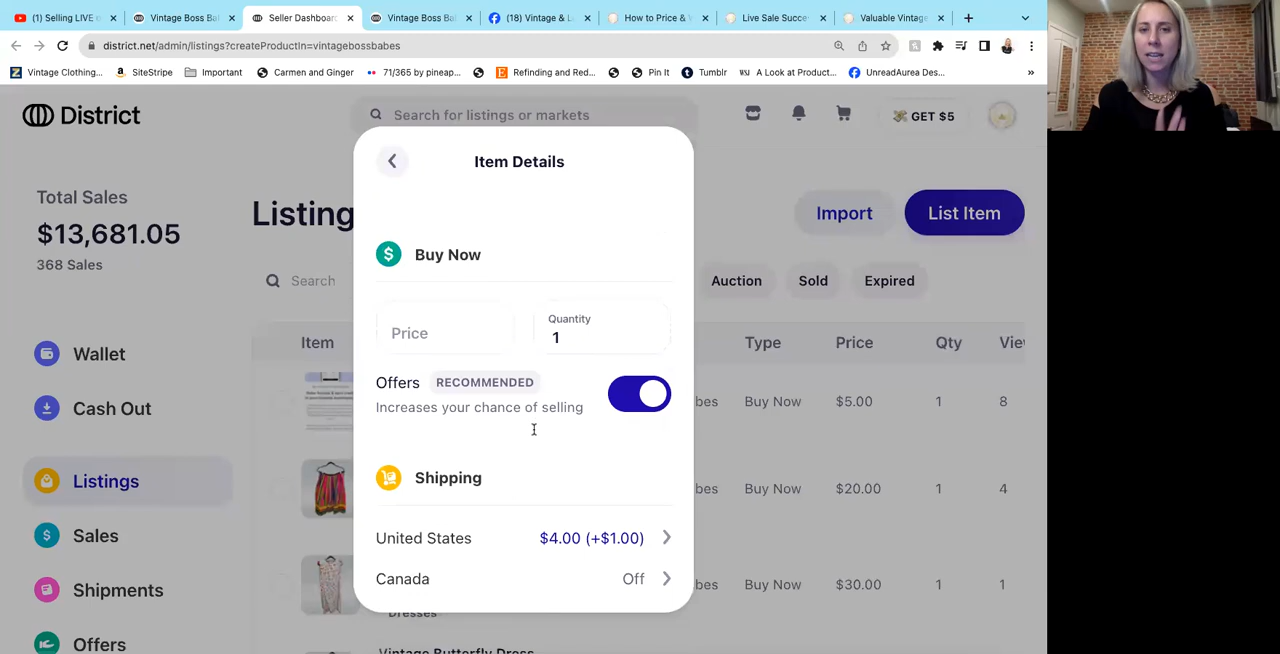 (1) Selling LIVE o
Vintage Boss Bal
Seller Dashboar
Vintage Boss Bal
(18) Vintage & L
How to Price & 
Live Sale Succe
Valuable Vintage
district.net/admin/listings?createProductIn=vintagebossbabes
Vintage Clothing...
SiteStripe
Important
Carmen and Ginger
71/365 by pineap...
Refinding and Red...
Pin It
Tumblr
WSJ
A Look at Product...
UnreadAurea Des...
District
Search for listings or markets
GET $5
Item Details
Total Sales
$13,681.05
368 Sales
Listing
Import
List Item
Buy Now
Search
Auction
Sold
Expired
Price
Quantity
1
Item
Type
Price
Qty
Vie
Offers
RECOMMENDED
Increases your chance of selling
bes
Buy Now
$5.00
1
8
Wallet
Cash Out
Listings
Shipping
bes
Buy Now
$20.00
1
4
Sales
United States
$4.00 (+$1.00)
Canada
Off
bes
Buy Now
$30.00
1
1
Shipments
Dresses
Offers
Vintage Butterfly Dress